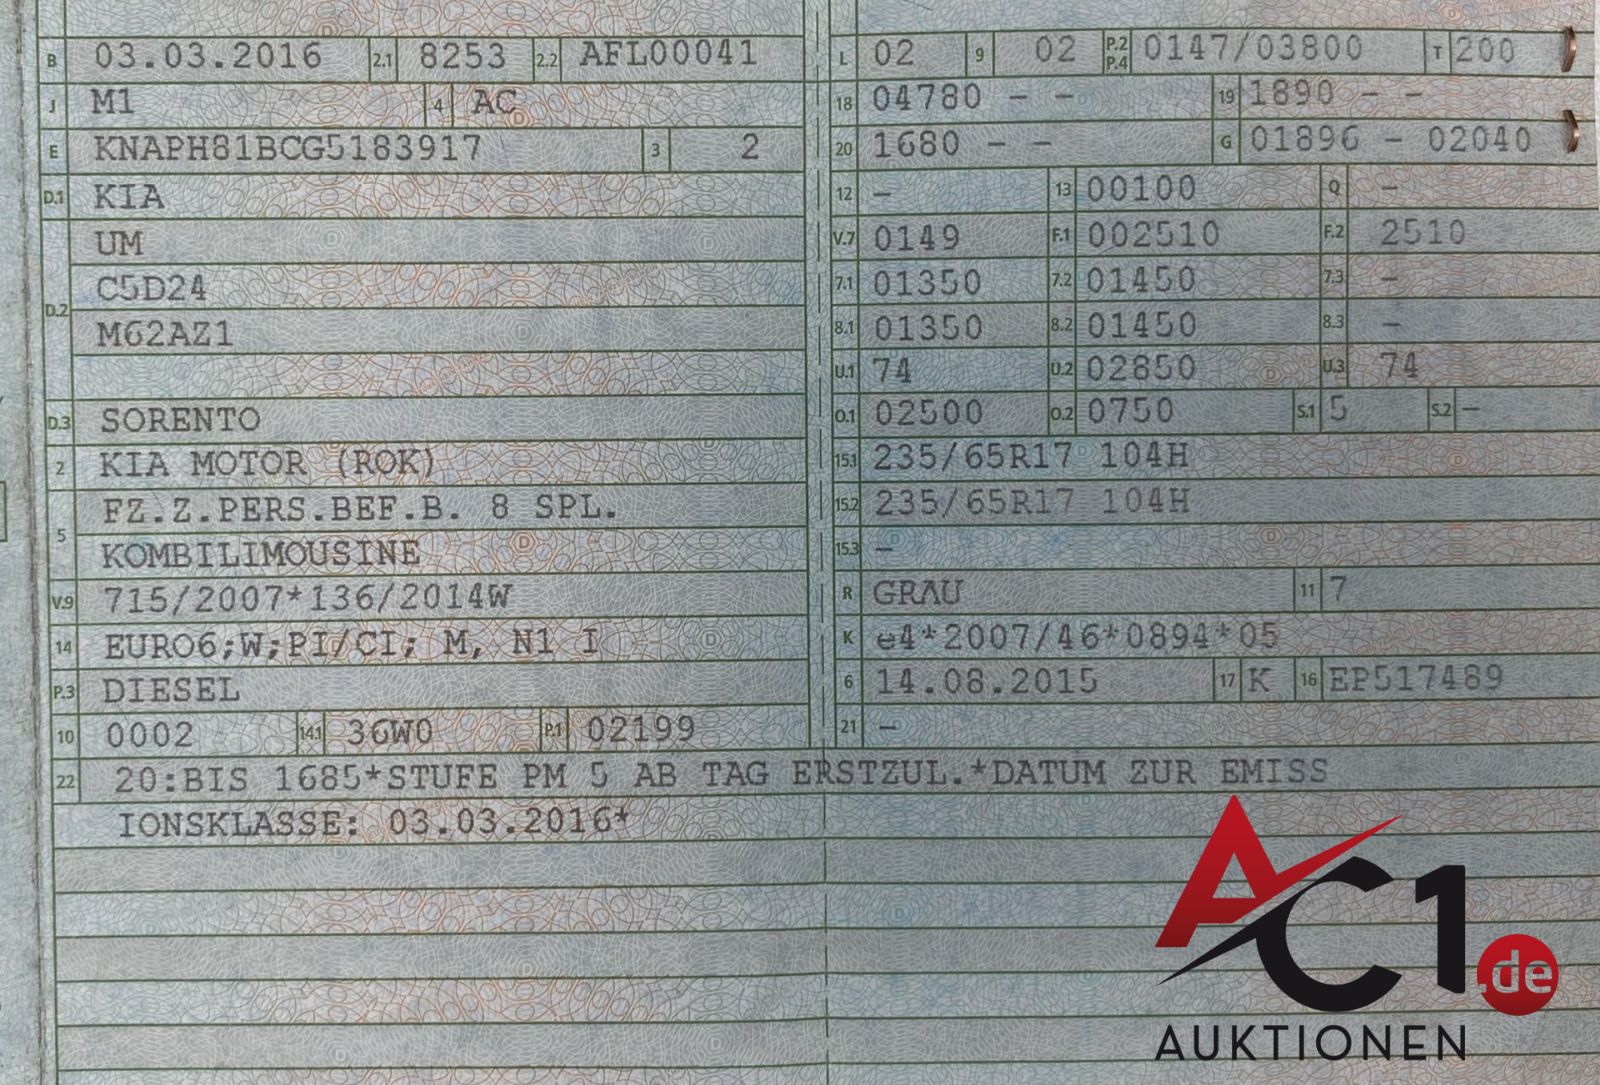 B 03.03.2016 2.1 8253 2.2 AFL00041
J M1 4 AC
E KNAPH81BCG5183917 3 2
D.1 KIA
UM
D.2 C5D24
M62AZ1
D.3 SORENTO
2 KIA MOTOR (ROK)
FZ.Z.PERS.BEF.B. 8 SPL.
5 KOMBILIMOUSINE
V.9 715/2007*136/2014W
14 EURO6;W;PI/CI; M, N1 I
P.3 DIESEL
10 0002 14.1 36W0 P.1 02199
L 02 9 02 P.2 P.4 0147/03800 T 200
18 04780 - - 19 1890 - -
20 1680 - - G 01896 - 02040
12 - 13 00100 Q -
V.7 0149 F.1 002510 F.2 2510
7.1 01350 7.2 01450 7.3 -
8.1 01350 8.2 01450 8.3 -
U.1 74 U.2 02850 U.3 74
O.1 02500 O.2 0750 S.1 5 S.2 -
15.1 235/65R17 104H
15.2 235/65R17 104H
15.3 -
R GRAU 11 7
K e4*2007/46*0894*05
6 14.08.2015 17 K 16 EP517489
21 -
22 20:BIS 1685*STUFE PM 5 AB TAG ERSTZUL.*DATUM ZUR EMISS
IONSKLASSE: 03.03.2016*
AC1.de
AUKTIONEN